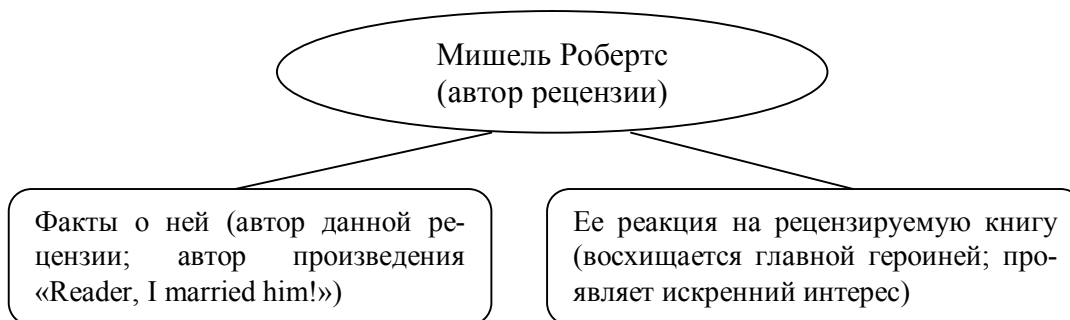 Мишель Робертс
(автор рецензии)
Факты о ней (автор данной ре-
цензии; автор произведения
«Reader, I married him!»)
Ее реакция на рецензируемую книгу
(восхищается главной героиней; про-
являет искренний интерес)